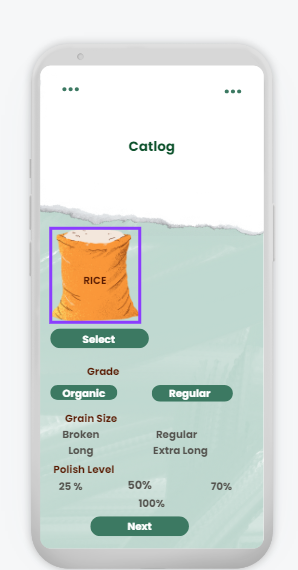 Catlog
RICE
Select
Grade
Organic Regular
Grain Size
Broken Regular
Long Extra Long
Polish Level
25 % 50% 70%
100%
Next